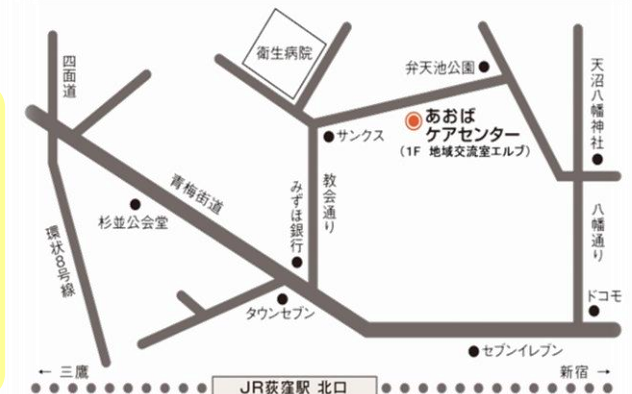 四面道
衛生病院
弁天池公園
天沼八幡神社
あおば
ケアセンター
（1F 地域交流室エルブ）
サンクス
教会通り
みずほ銀行
青梅街道
杉並公会堂
環状8号線
八幡通り
ドコモ
タウンセブン
セブンイレブン
← 三鷹
新宿 →
JR荻窪駅 北口